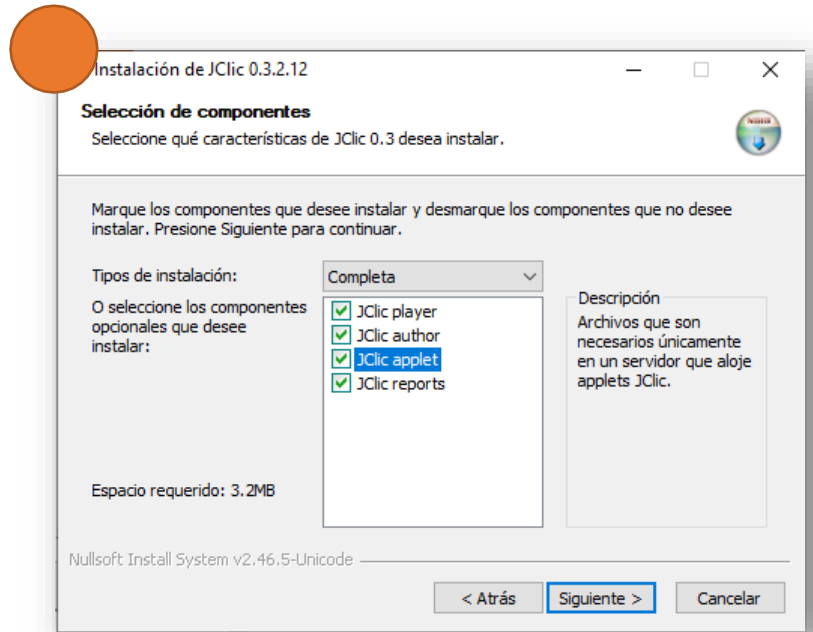 Instalación de JClic 0.3.2.12
Selección de componentes
Seleccione qué características de JClic 0.3 desea instalar.
Marque los componentes que desee instalar y desmarque los componentes que no desee
instalar. Presione Siguiente para continuar.
Tipos de instalación:
Completa
O seleccione los componentes
opcionales que desee
instalar:
JClic player
JClic author
JClic applet
JClic reports
Descripción
Archivos que son
necesarios únicamente
en un servidor que aloje
applets JClic.
Espacio requerido: 3.2MB
Nullsoft Install System v2.46.5-Unicode
< Atrás
Siguiente >
Cancelar